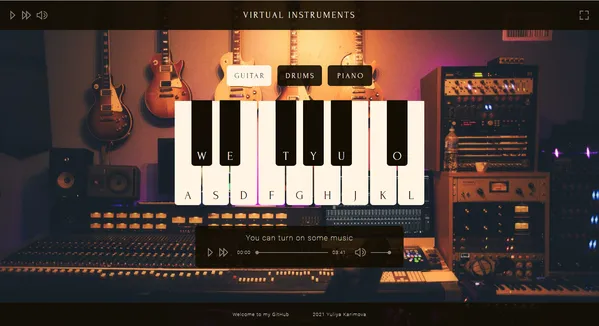 VIRTUAL INSTRUMENTS
GUITAR DRUMS PIANO
W E T Y U O
A S D F G H J K L
You can turn on some music
00:00 08:41
Welcome to my GitHub 2021 Yuliya Karimova